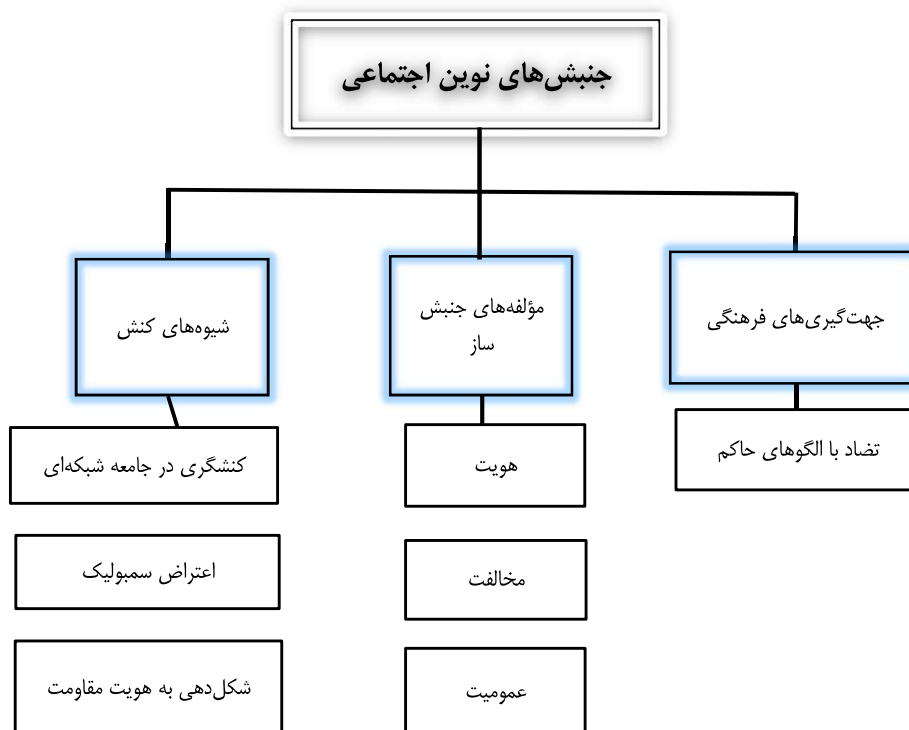 جنبش‌های نوین اجتماعی
جهت‌گیری‌های فرهنگی
تضاد با الگوهای حاکم
مؤلفه‌های جنبش
ساز
هویت
مخالفت
عمومیت
شیوه‌های کنش
کنشگری در جامعه شبکه‌ای
اعتراض سمبولیک
شکل‌دهی به هویت مقاومت